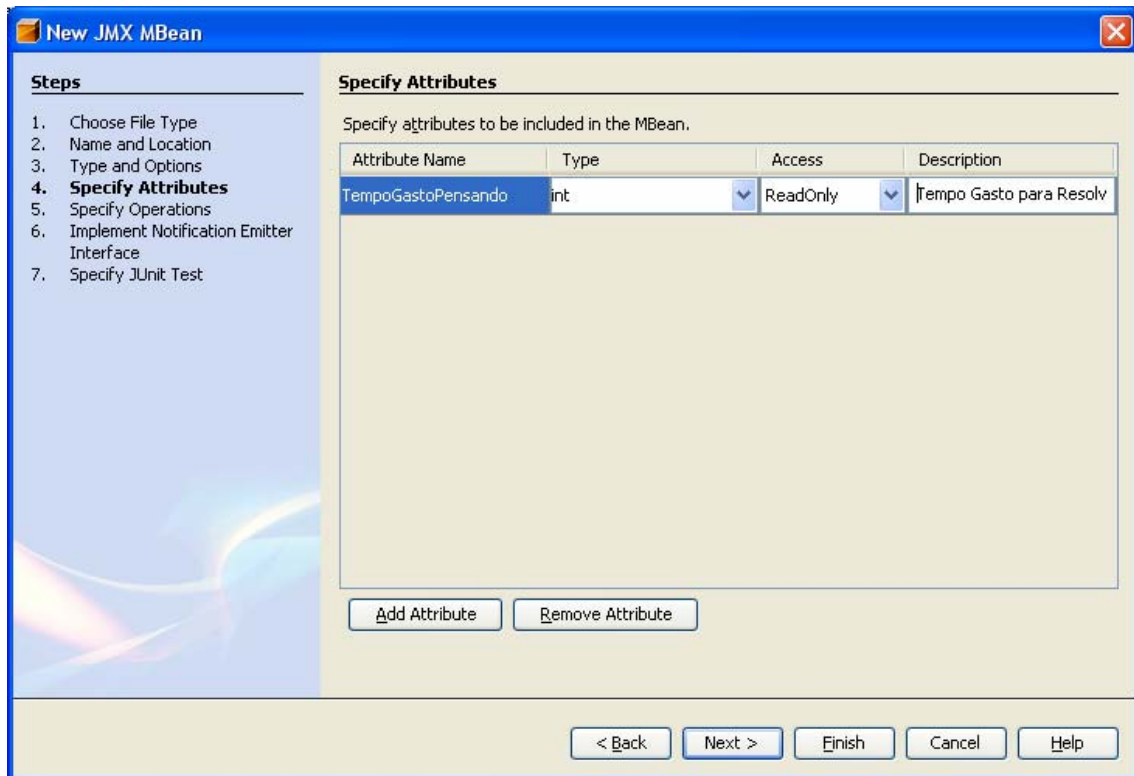 New JMX MBean
Steps
1. Choose File Type
2. Name and Location
3. Type and Options
4. Specify Attributes
5. Specify Operations
6. Implement Notification Emitter
Interface
7. Specify JUnit Test
Specify Attributes
Specify attributes to be included in the MBean.
Attribute Name Type Access Description
TempoGastoPensando int ReadOnly Tempo Gasto para Resolv
Add Attribute Remove Attribute
< Back Next > Finish Cancel Help